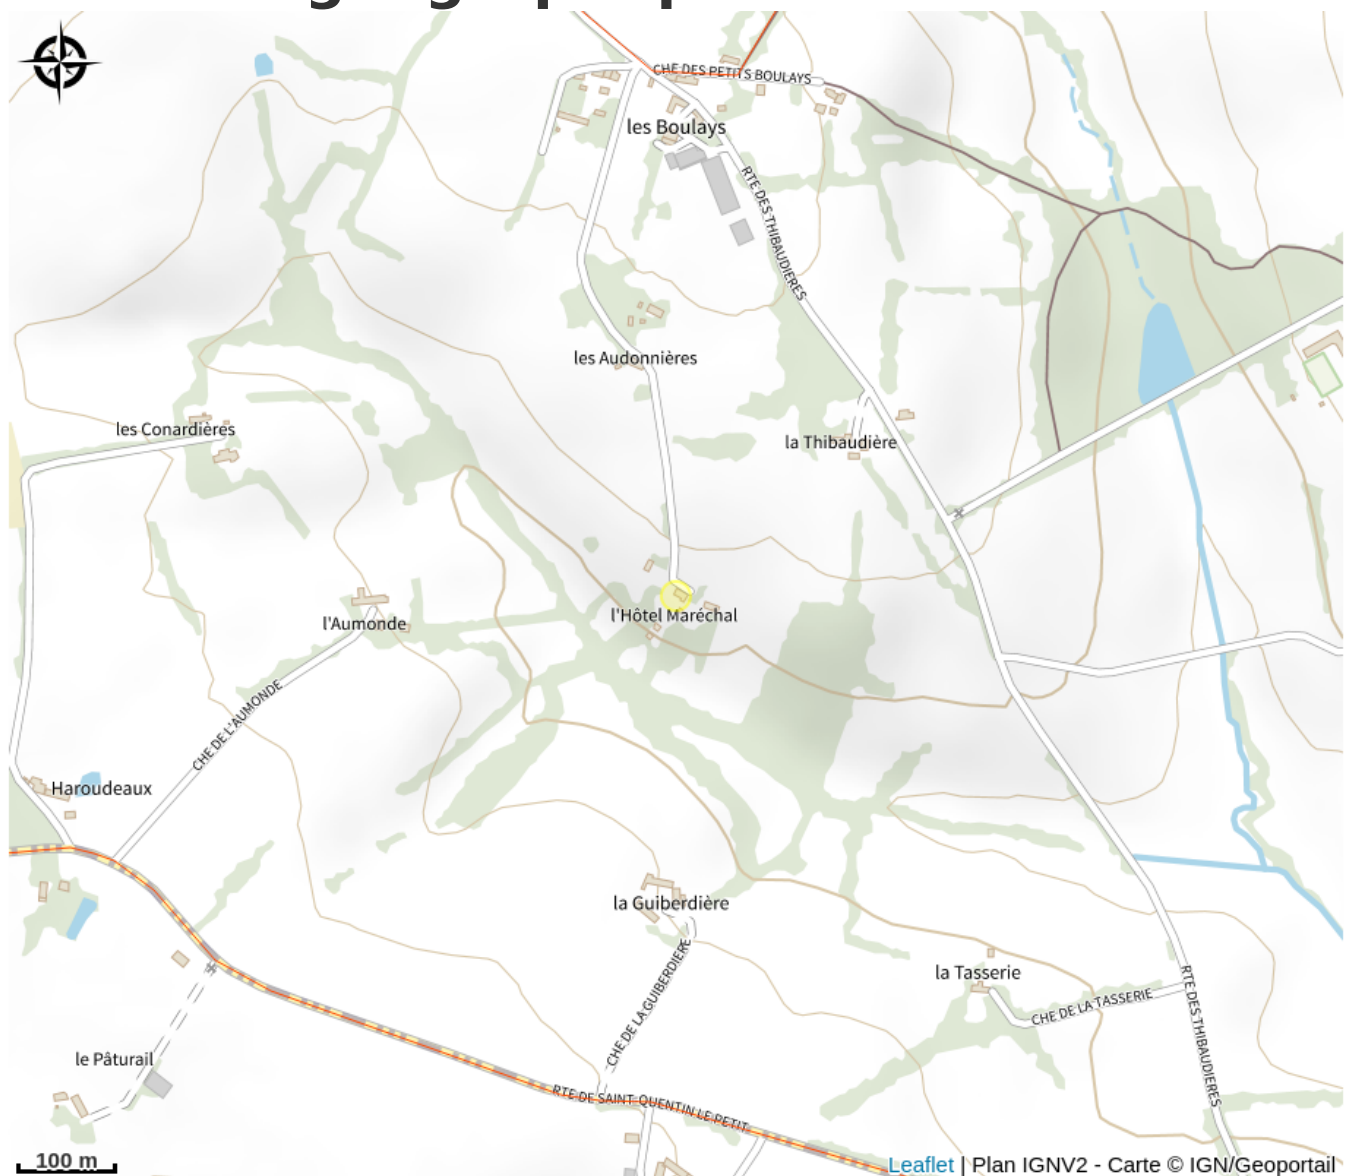 CHE DES PETITS BOULAYS
les Boulays
RTE DES THIBAUDIERES
les Audonnières
les Conardières
la Thibaudière
l'Hôtel Maréchal
l'Aumonde
CHE DE L'AUMONDE
Haroudeaux
la Guiberdière
CHE DE LA GUIBERDIERE
la Tasserie
CHE DE LA TASSERIE
RTE DES THIBAUDIERES
le Pâturail
RTE DE SAINT-QUENTIN LE PETIT
100 m
Leaflet | Plan IGNV2 - Carte © IGN/Geoportail